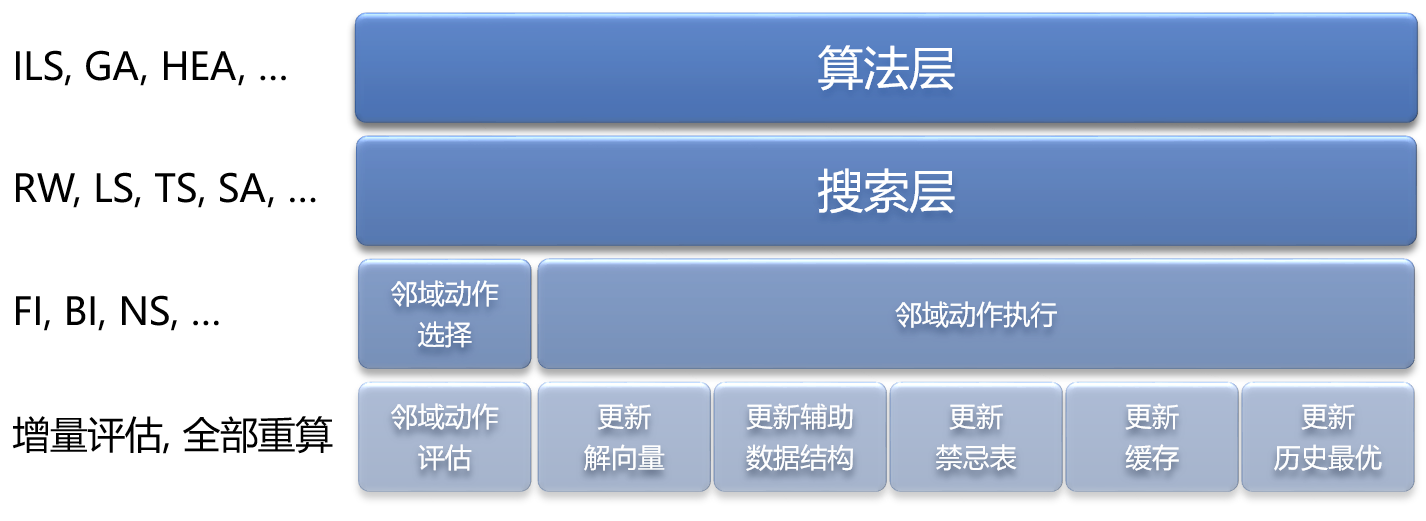 ILS, GA, HEA, ...
算法层
RW, LS, TS, SA, ...
搜索层
FI, BI, NS, ...
邻域动作
选择
邻域动作执行
增量评估, 全部重算
邻域动作
评估
更新
解向量
更新辅助
数据结构
更新
禁忌表
更新
缓存
更新
历史最优